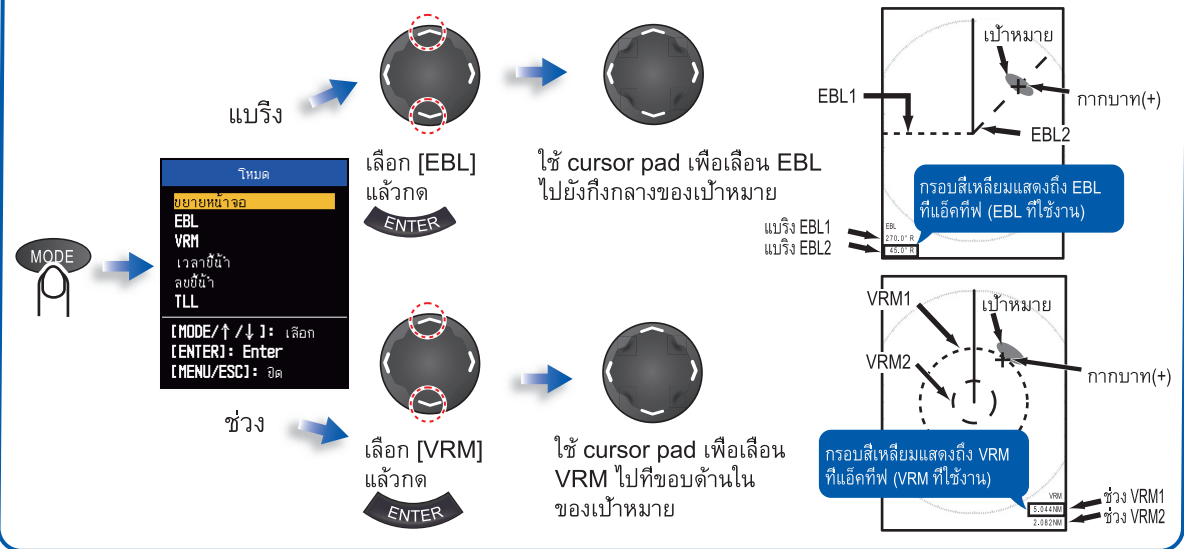 MODE
โหมด
ขยายหน้าจอ
EBL
VRM
เวลาขี้น้ำ
ลบขี้น้ำ
TLL
[MODE/↑ /↓ ]: เลือก
[ENTER]: Enter
[MENU/ESC]: ปิด
แบริ่ง
เลือก [EBL]
แล้วกด
ENTER
ใช้ cursor pad เพื่อเลื่อน EBL
ไปยังกึ่งกลางของเป้าหมาย
เป้าหมาย
EBL1
กากบาท(+)
EBL2
กรอบสี่เหลี่ยมแสดงถึง EBL
ที่แอ็คทีฟ (EBL ที่ใช้งาน)
EBL
แบริ่ง EBL1
270.0° R
แบริ่ง EBL2
45.0° R
ช่วง
เลือก [VRM]
แล้วกด
ENTER
ใช้ cursor pad เพื่อเลื่อน
VRM ไปที่ขอบด้านใน
ของเป้าหมาย
VRM1
เป้าหมาย
VRM2
กากบาท(+)
กรอบสี่เหลี่ยมแสดงถึง VRM
ที่แอ็คทีฟ (VRM ที่ใช้งาน)
VRM
5.044NM
ช่วง VRM1
2.082NM
ช่วง VRM2